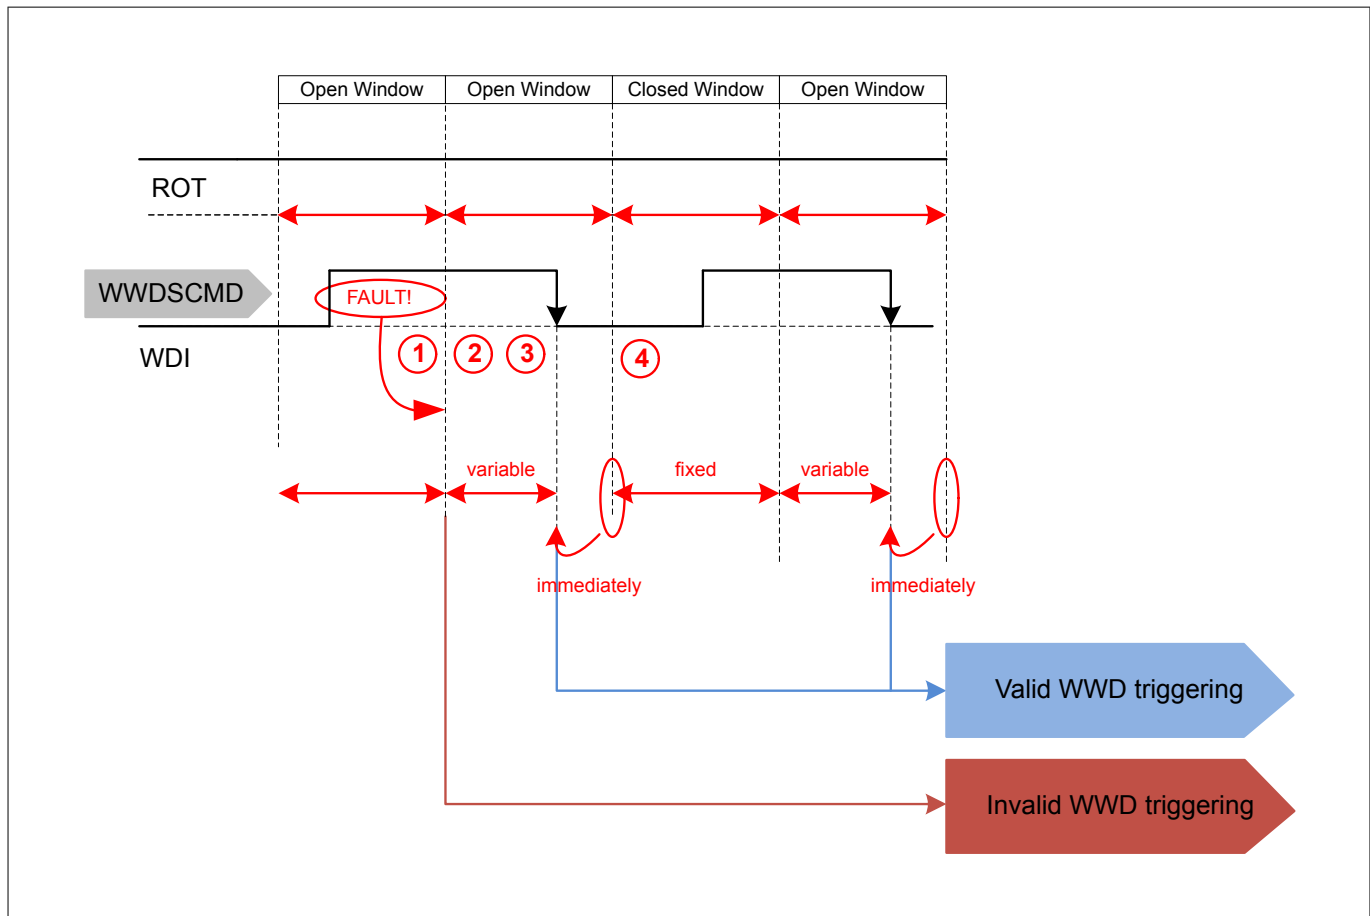 Open Window
Open Window
Closed Window
Open Window
ROT
WWDSCMD
FAULT!
WDI
1
2
3
4
variable
fixed
variable
immediately
immediately
Valid WWD triggering
Invalid WWD triggering